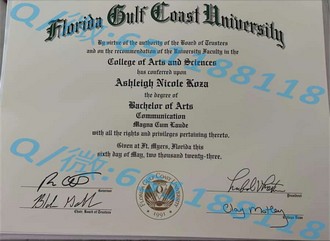 Florida Gulf Coast University
By virtue of the authority of the Board of Trustees
and on the recommendation of the
University Faculty in the
College of Arts and Sciences
has conferred upon
Ashleigh Nicole Koza
the degree of
Bachelor of Arts
Communication
Magna Cum Laude
with all the rights and privileges pertaining thereto.
Given at Ft. Myers, Florida this
sixth day of May, two thousand twenty-three.
Chair, Board of Trustees
1991
President
Q/微: